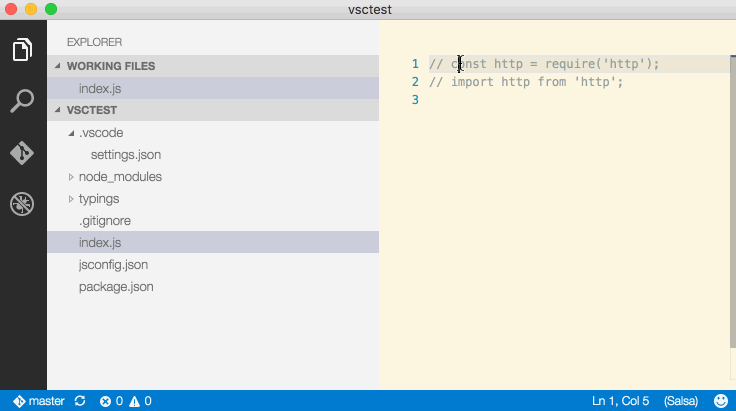 vsctest
EXPLORER
WORKING FILES
index.js
VSCTEST
.vscode
settings.json
node_modules
typings
.gitignore
index.js
jsconfig.json
package.json
1 // const http = require('http');
2 // import http from 'http';
3
master 0 0 Ln 1, Col 5 (Salsa)